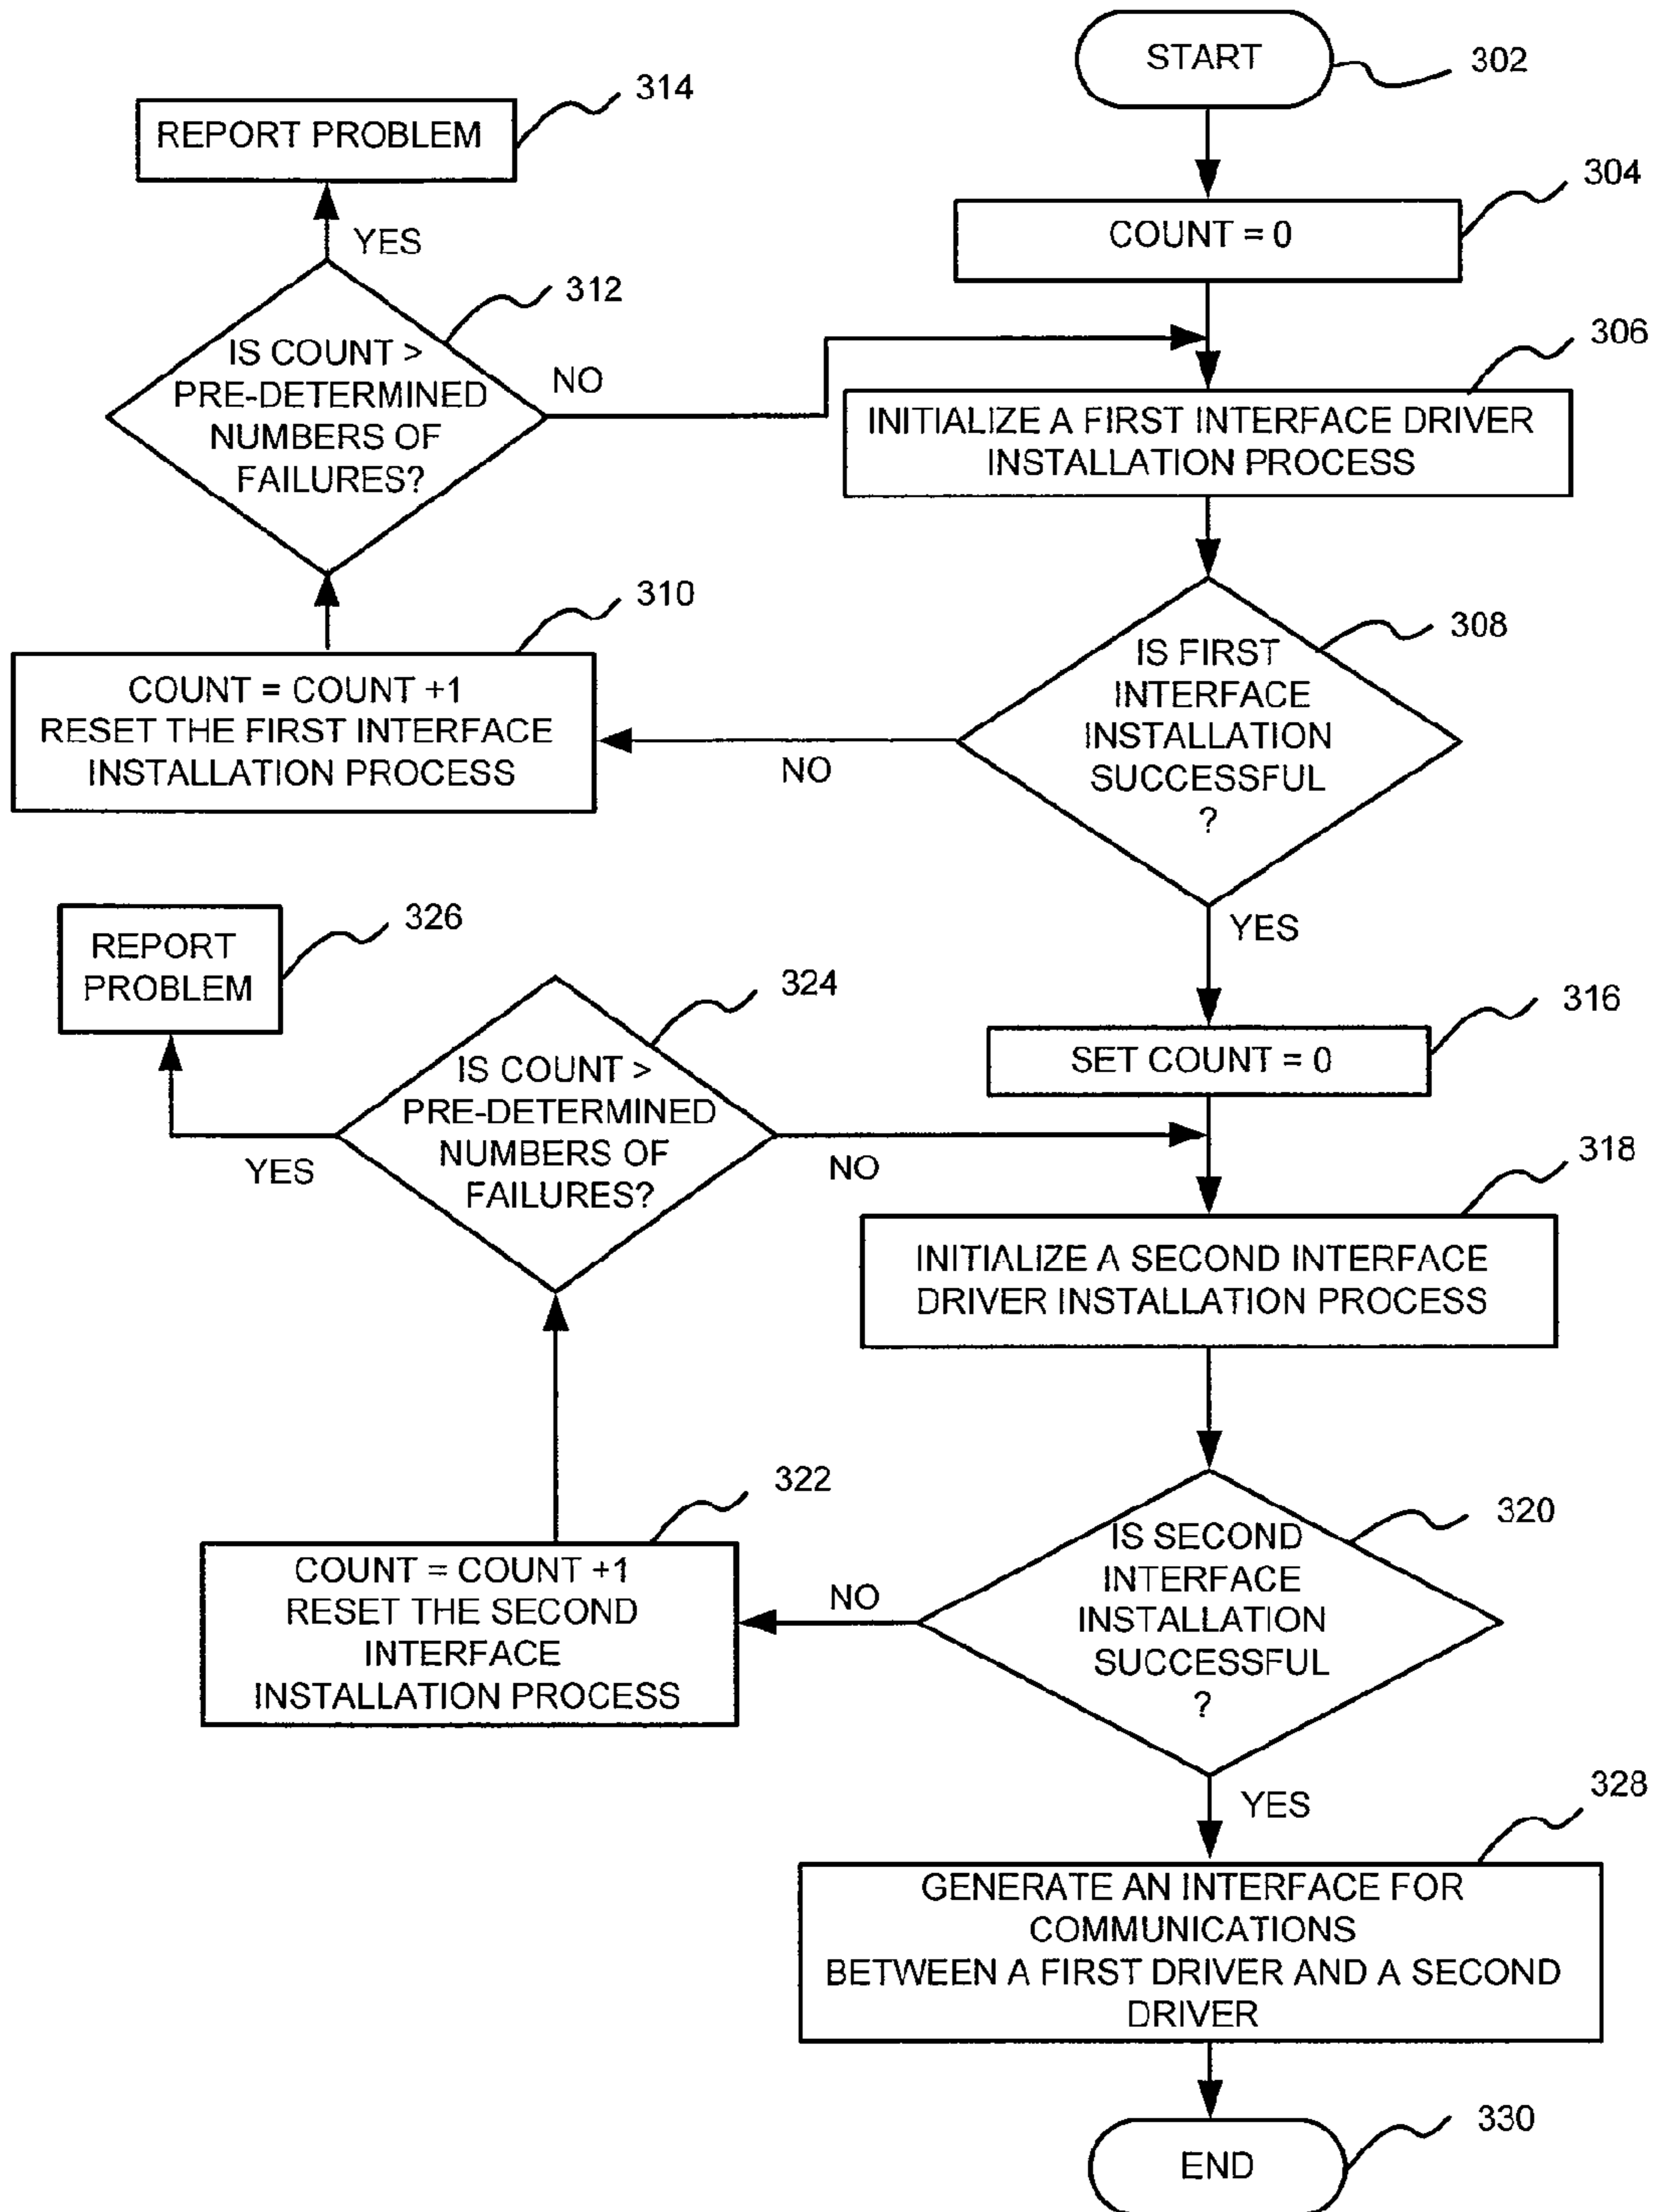 START
302
314
REPORT PROBLEM
304
COUNT = 0
YES
312
IS COUNT >
PRE-DETERMINED
NUMBERS OF
FAILURES?
NO
306
INITIALIZE A FIRST INTERFACE DRIVER
INSTALLATION PROCESS
310
COUNT = COUNT +1
RESET THE FIRST INTERFACE
INSTALLATION PROCESS
308
IS FIRST
INTERFACE
INSTALLATION
SUCCESSFUL
?
NO
YES
326
REPORT
PROBLEM
324
IS COUNT >
PRE-DETERMINED
NUMBERS OF
FAILURES?
YES
NO
316
SET COUNT = 0
318
INITIALIZE A SECOND INTERFACE
DRIVER INSTALLATION PROCESS
322
COUNT = COUNT +1
RESET THE SECOND
INTERFACE
INSTALLATION PROCESS
NO
320
IS SECOND
INTERFACE
INSTALLATION
SUCCESSFUL
?
YES
328
GENERATE AN INTERFACE FOR
COMMUNICATIONS
BETWEEN A FIRST DRIVER AND A SECOND
DRIVER
330
END